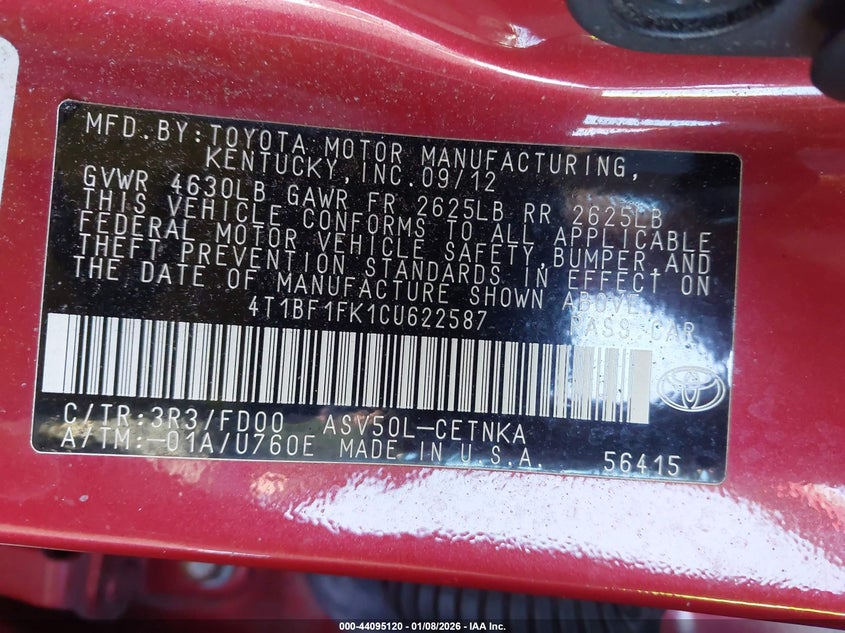 MFD.BY:TOYOTA MOTOR MANUFACTURING,
KENTUCKY,INC.09/12
GVWR 4630LB GAWR FR 2625LB RR 2625LB
THIS VEHICLE CONFORMS TO ALL APPLICABLE
FEDERAL MOTOR VEHICLE SAFETY,BUMPER,AND
THEFT PREVENTION STANDARDS IN EFFECT ON
THE DATE OF MANUFACTURE SHOWN ABOVE.
4T1BF1FK1CU622587 PASS.CAR
C/TR:3R3/FD00 ASV50L-CETNKA
A/TM:-01A/U760E MADE IN U.S.A. 56415
000-44095120 - 01/08/2026 - IAA Inc.